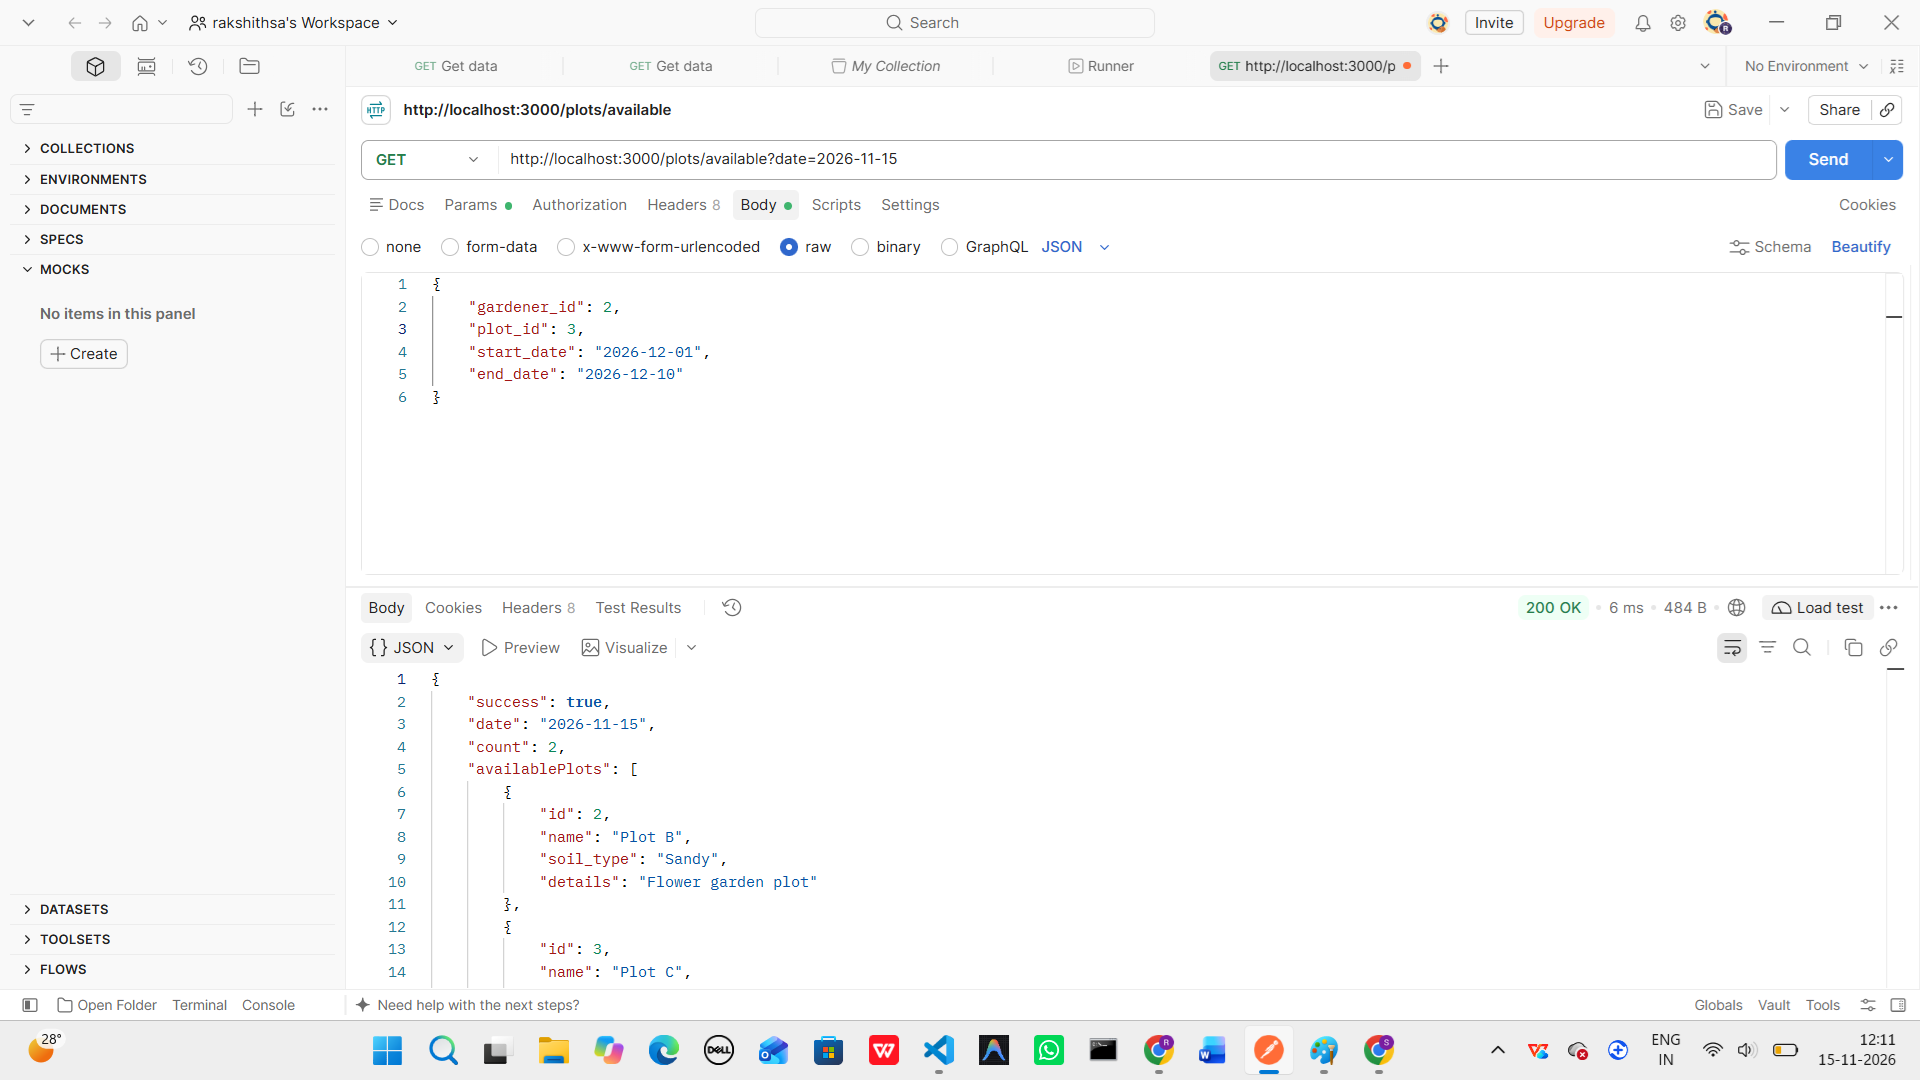 rakshithsa's Workspace
Search
Invite
Upgrade
GET Get data
GET Get data
My Collection
Runner
GET http://localhost:3000/p
No Environment
HTTP http://localhost:3000/plots/available
Save
Share
COLLECTIONS
ENVIRONMENTS
DOCUMENTS
SPECS
MOCKS
No items in this panel
Create
GET
http://localhost:3000/plots/available?date=2026-11-15
Send
Docs
Params
Authorization
Headers 8
Body
Scripts
Settings
Cookies
none
form-data
x-www-form-urlencoded
raw
binary
GraphQL
JSON
Schema
Beautify
1 {
2 "gardener_id": 2,
3 "plot_id": 3,
4 "start_date": "2026-12-01",
5 "end_date": "2026-12-10"
6 }
Body
Cookies
Headers 8
Test Results
200 OK
6 ms
484 B
Load test
{} JSON
Preview
Visualize
1 {
2 "success": true,
3 "date": "2026-11-15",
4 "count": 2,
5 "availablePlots": [
6 {
7 "id": 2,
8 "name": "Plot B",
9 "soil_type": "Sandy",
10 "details": "Flower garden plot"
11 },
12 {
13 "id": 3,
14 "name": "Plot C",
DATASETS
TOOLSETS
FLOWS
Open Folder
Terminal
Console
Need help with the next steps?
Globals
Vault
Tools
28°
DELL
ENG
IN
12:11
15-11-2026